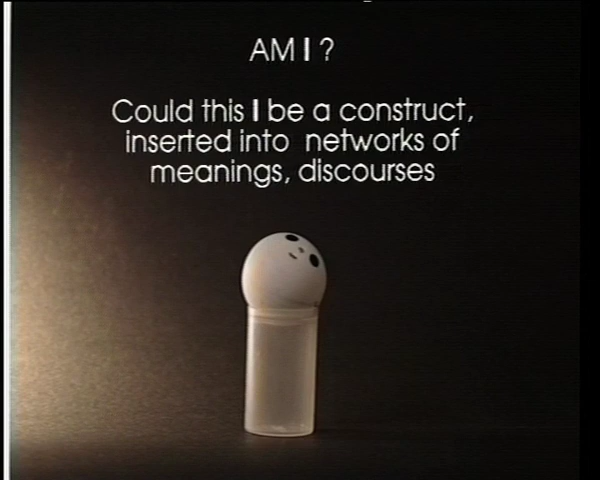 AM I ?
Could this I be a construct,
inserted into networks of
meanings, discourses